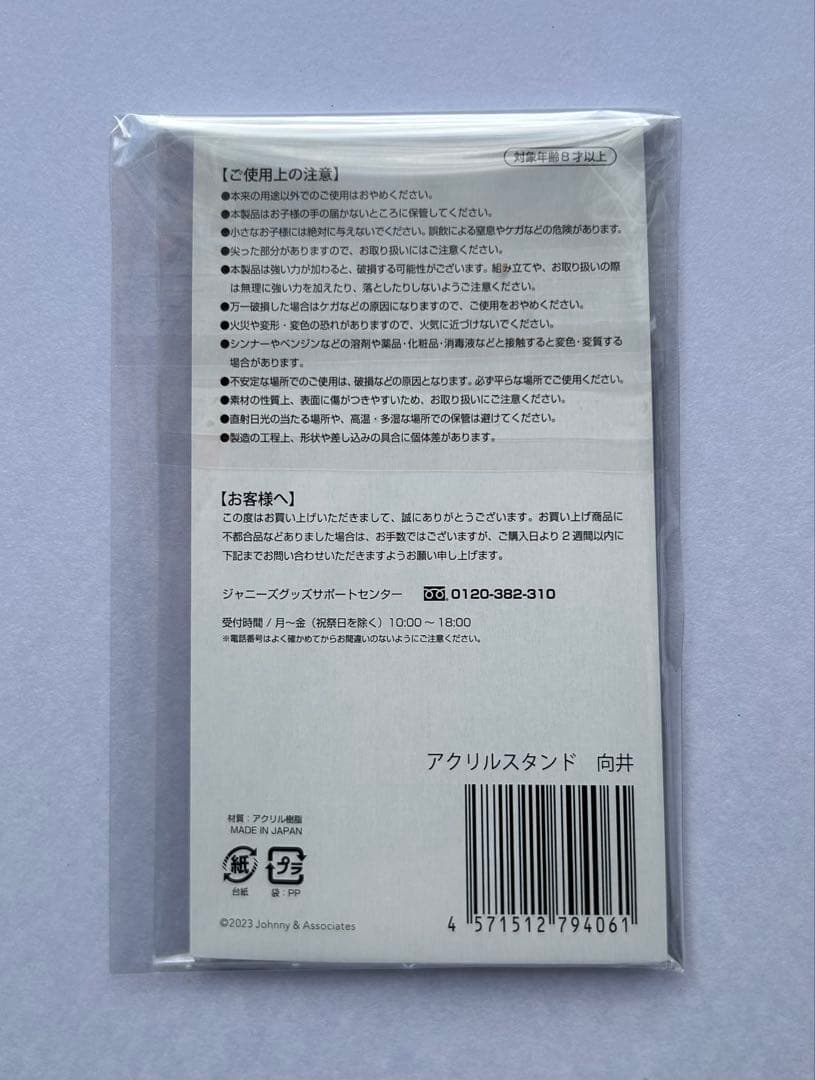 対象年齢8才以上
【ご使用上の注意】
●本来の用途以外でのご使用はおやめください。
●本製品はお子様の手の届かないところに保管してください。
●小さなお子様には絶対に与えないでください。誤飲による窒息やケガなどの危険があります。
●尖った部分がありますので、お取り扱いにはご注意ください。
●本製品は強い力が加わると、破損する可能性がございます。組み立てや、お取り扱いの際
は無理に強い力を加えたり、落としたりしないようご注意ください。
●万一破損した場合はケガなどの原因になりますので、ご使用をおやめください。
●火災や変形・変色の恐れがありますので、火気に近づけないでください。
●シンナーやベンジンなどの溶剤や薬品・化粧品・消毒液などと接触すると変色・変質する
場合があります。
●不安定な場所でのご使用は、破損などの原因となります。必ず平らな場所でご使用ください。
●素材の性質上、表面に傷がつきやすいため、お取り扱いにご注意ください。
●直射日光の当たる場所や、高温・多湿な場所での保管は避けてください。
●製造の工程上、形状や差し込みの具合に個体差があります。
【お客様へ】
この度はお買い上げいただきまして、誠にありがとうございます。お買い上げ商品に
不都合品などありました場合は、お手数ではございますが、ご購入日より2週間以内に
下記までお問い合わせいただきますようお願い申し上げます。
ジャニーズグッズサポートセンター 0120-382-310
受付時間 / 月〜金（祝祭日を除く）10:00 〜 18:00
※電話番号はよく確かめてからお間違いのないようにご注意ください。
アクリルスタンド 向井
材質：アクリル樹脂
MADE IN JAPAN
紙 プラ
台紙 袋：PP
©2023 Johnny & Associates
4 571512 794061